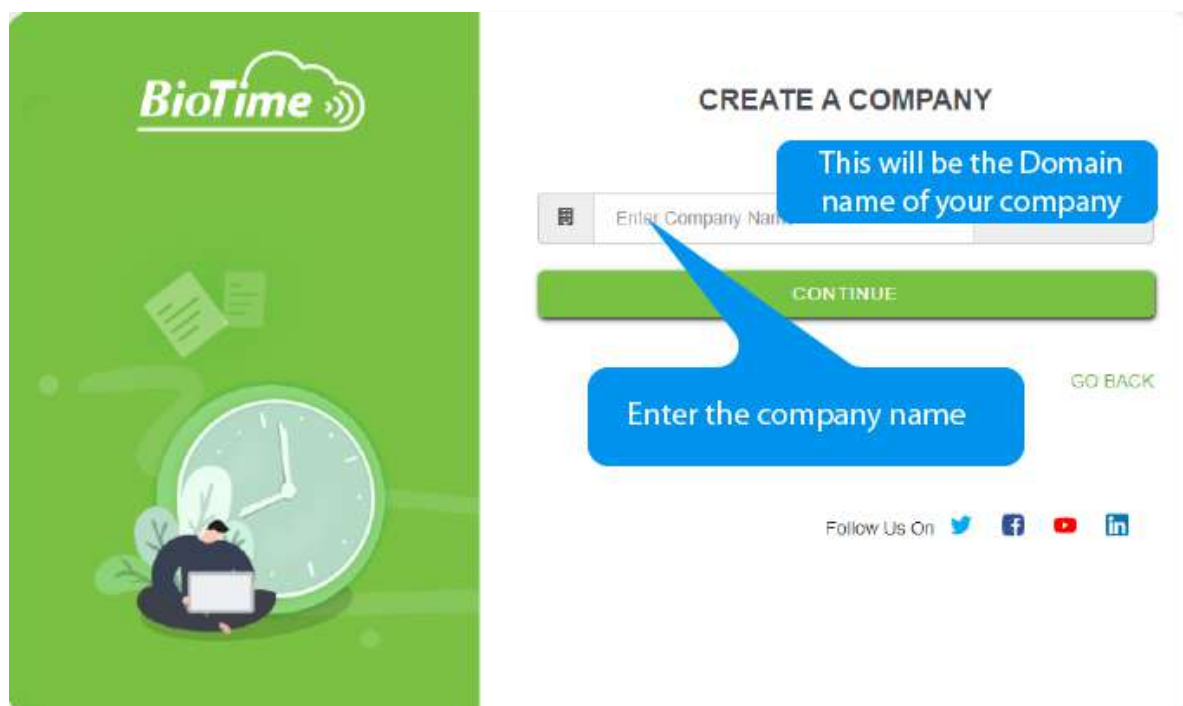 BioTime
CREATE A COMPANY
This will be the Domain
name of your company
Enter Company Name
CONTINUE
GO BACK
Enter the company name
Follow Us On
in